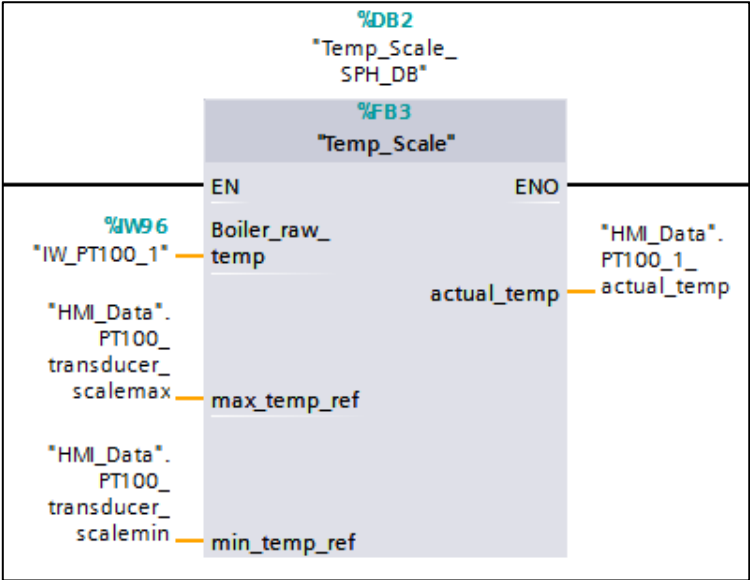 %DB2
"Temp_Scale_
SPH_DB"
%FB3
"Temp_Scale"
EN
ENO
%IW96
"IW_PT100_1"
Boiler_raw_
temp
"HMI_Data".
PT100_1_
actual_temp
actual_temp
"HMI_Data".
PT100_
transducer_
scalemax
max_temp_ref
"HMI_Data".
PT100_
transducer_
scalemin
min_temp_ref